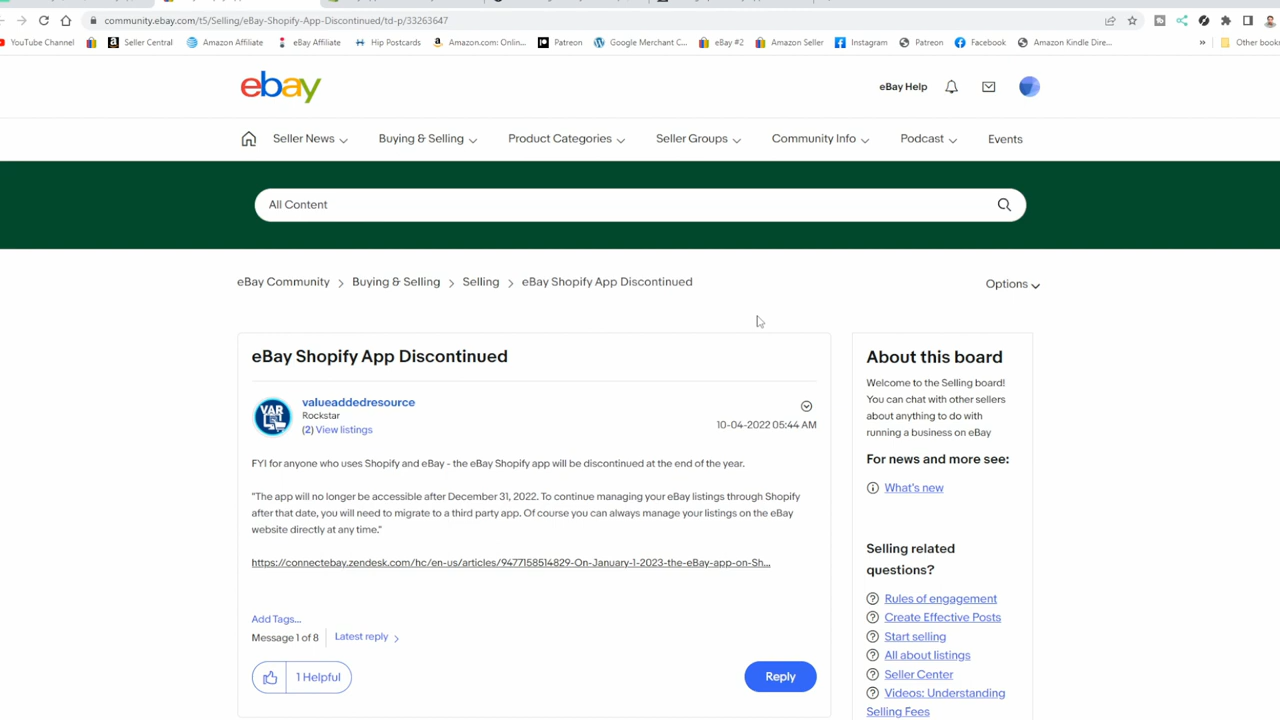 community.ebay.com/t5/Selling/eBay-Shopify-App-Discontinued/td-p/33263647
YouTube Channel
Seller Central
Amazon Affiliate
eBay Affiliate
Hip Postcards
Amazon.com: Onlin...
Patreon
Google Merchant C...
eBay #2
Amazon Seller
Instagram
Patreon
Facebook
Amazon Kindle Dire...
»
Other book
ebay
eBay Help
Seller News
Buying & Selling
Product Categories
Seller Groups
Community Info
Podcast
Events
All Content
eBay Community > Buying & Selling > Selling > eBay Shopify App Discontinued
Options
eBay Shopify App Discontinued
VAR
valueaddedresource
Rockstar
(2) View listings
10-04-2022 05:44 AM
FYI for anyone who uses Shopify and eBay - the eBay Shopify app will be discontinued at the end of the year.
"The app will no longer be accessible after December 31, 2022. To continue managing your eBay listings through Shopify
after that date, you will need to migrate to a third party app. Of course you can always manage your listings on the eBay
website directly at any time."
https://connectebay.zendesk.com/hc/en-us/articles/9477158514829-On-January-1-2023-the-eBay-app-on-Sh...
Add Tags...
Message 1 of 8
Latest reply
1 Helpful
Reply
About this board
Welcome to the Selling board!
You can chat with other sellers
about anything to do with
running a business on eBay
For news and more see:
What's new
Selling related
questions?
Rules of engagement
Create Effective Posts
Start selling
All about listings
Seller Center
Videos: Understanding
Selling Fees